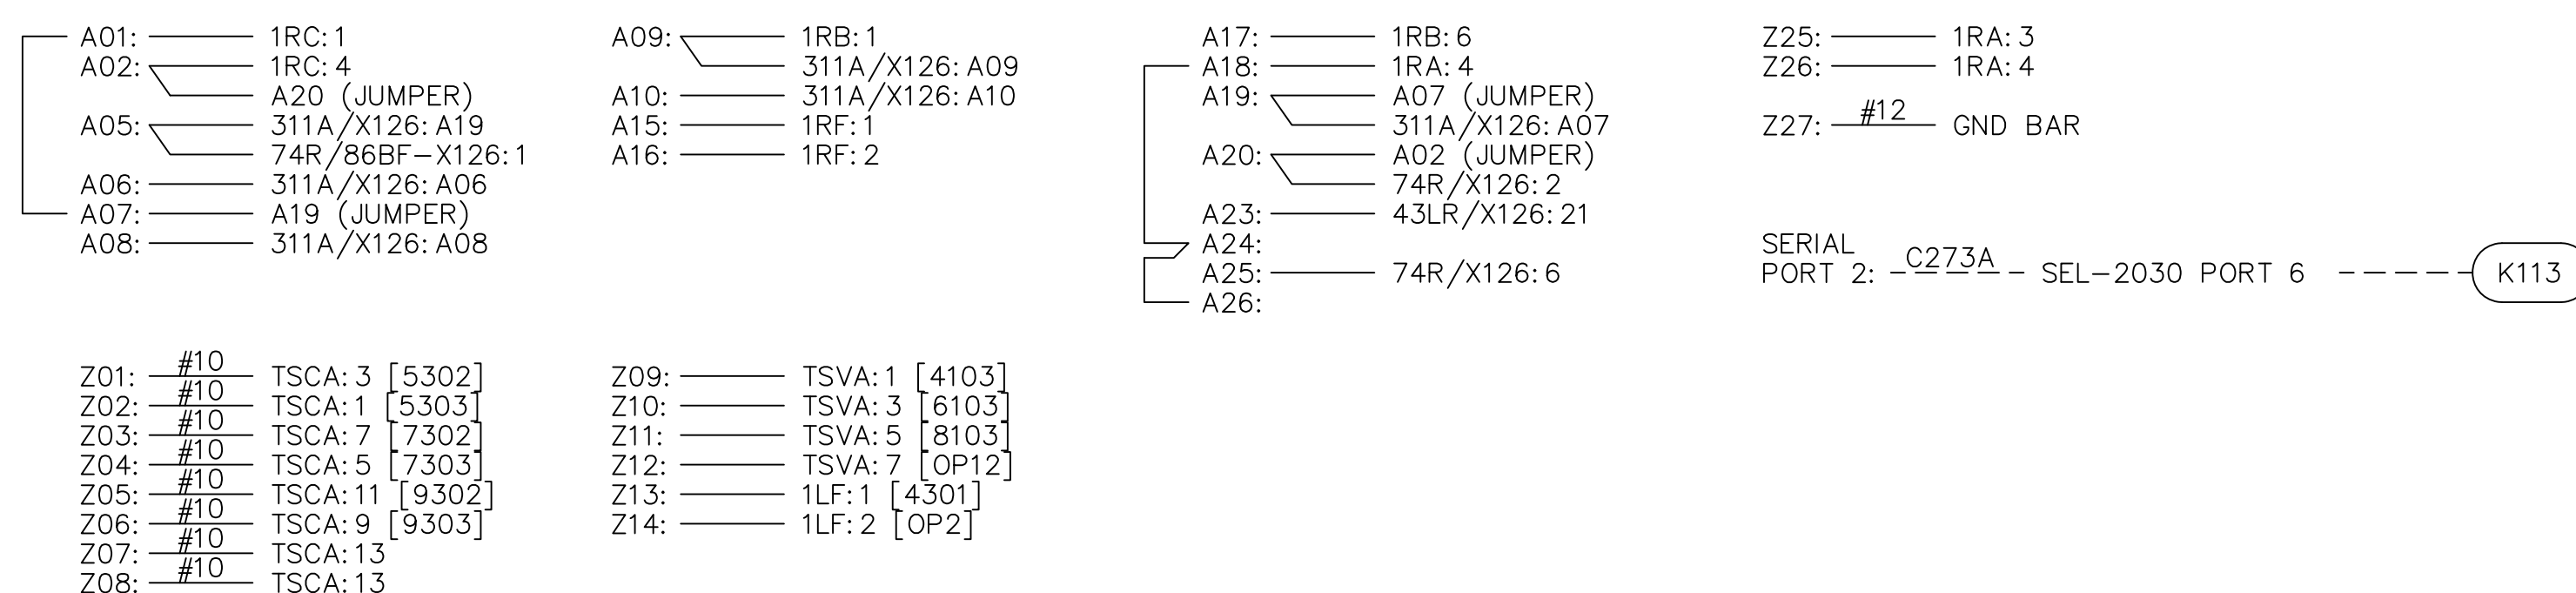 A01: 1RC:1
A02: 1RC:4
A20 (JUMPER)
A05: 311A/X126:A19
74R/86BF-X126:1
A06: 311A/X126:A06
A07: A19 (JUMPER)
A08: 311A/X126:A08
A09: 1RB:1
311A/X126:A09
A10: 311A/X126:A10
A15: 1RF:1
A16: 1RF:2
A17: 1RB:6
A18: 1RA:4
A19: A07 (JUMPER)
311A/X126:A07
A20: A02 (JUMPER)
74R/X126:2
A23: 43LR/X126:21
A24:
A25: 74R/X126:6
A26:
Z25: 1RA:3
Z26: 1RA:4
Z27: #12 GND BAR
SERIAL
PORT 2: C273A SEL-2030 PORT 6 K113
Z01: #10 TSCA:3 [5302]
Z02: #10 TSCA:1 [5303]
Z03: #10 TSCA:7 [7302]
Z04: #10 TSCA:5 [7303]
Z05: #10 TSCA:11 [9302]
Z06: #10 TSCA:9 [9303]
Z07: #10 TSCA:13
Z08: #10 TSCA:13
Z09: TSVA:1 [4103]
Z10: TSVA:3 [6103]
Z11: TSVA:5 [8103]
Z12: TSVA:7 [OP12]
Z13: 1LF:1 [4301]
Z14: 1LF:2 [OP2]